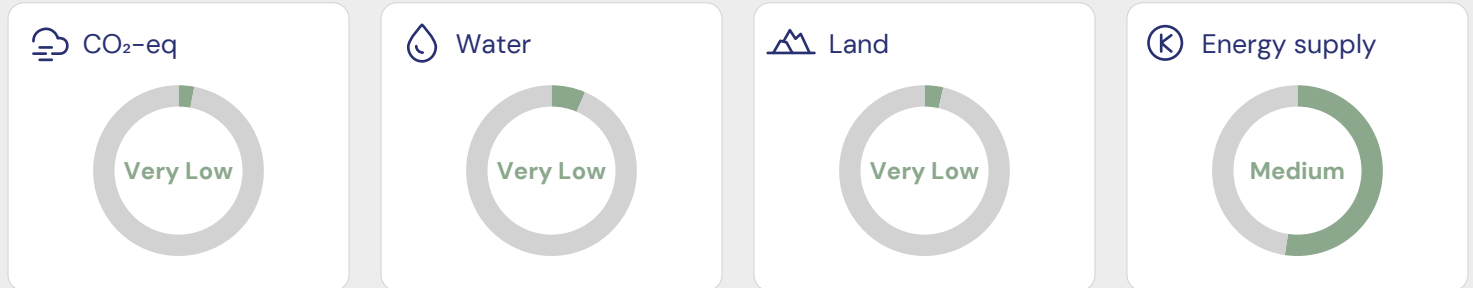 CO₂-eq
Very Low
Water
Very Low
Land
Very Low
Energy supply
Medium